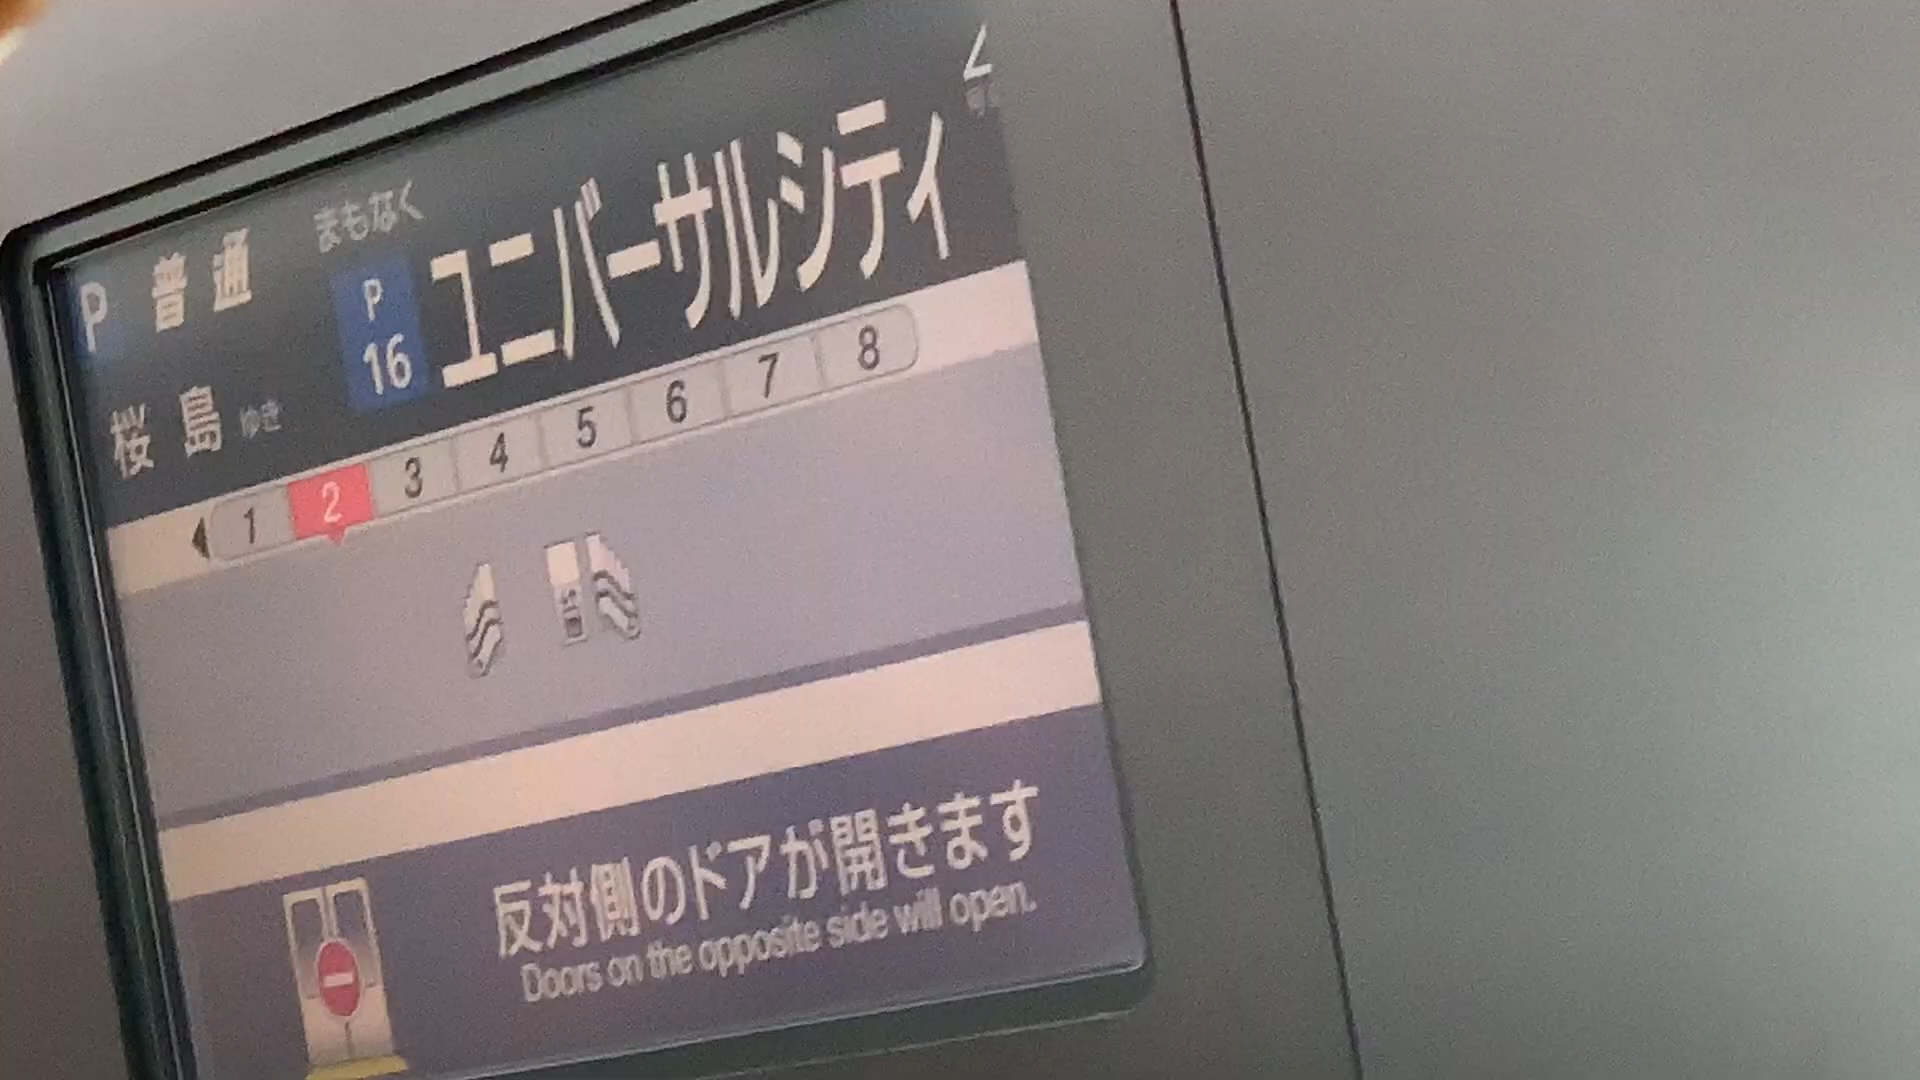 P 普通
まもなく
P 16 ユニバーサルシティ
桜島 ゆき
1 2 3 4 5 6 7 8
反対側のドアが開きます
Doors on the opposite side will open.